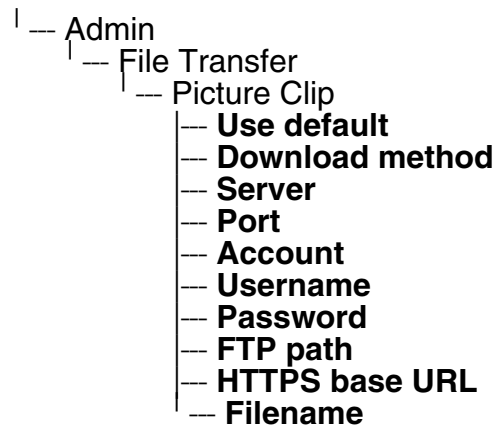 --- Admin
--- File Transfer
--- Picture Clip
--- Use default
--- Download method
--- Server
--- Port
--- Account
--- Username
--- Password
--- FTP path
--- HTTPS base URL
--- Filename